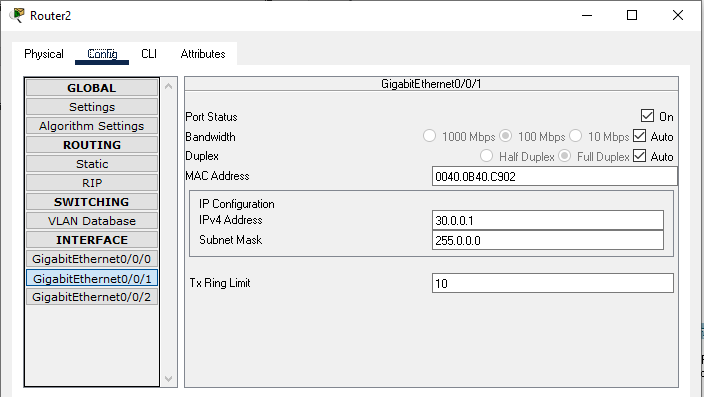 Router2
Physical Config CLI Attributes
GLOBAL
Settings
Algorithm Settings
ROUTING
Static
RIP
SWITCHING
VLAN Database
INTERFACE
GigabitEthernet0/0/0
GigabitEthernet0/0/1
GigabitEthernet0/0/2
GigabitEthernet0/0/1
Port Status On
Bandwidth 1000 Mbps 100 Mbps 10 Mbps Auto
Duplex Half Duplex Full Duplex Auto
MAC Address 0040.0B40.C902
IP Configuration
IPv4 Address 30.0.0.1
Subnet Mask 255.0.0.0
Tx Ring Limit 10